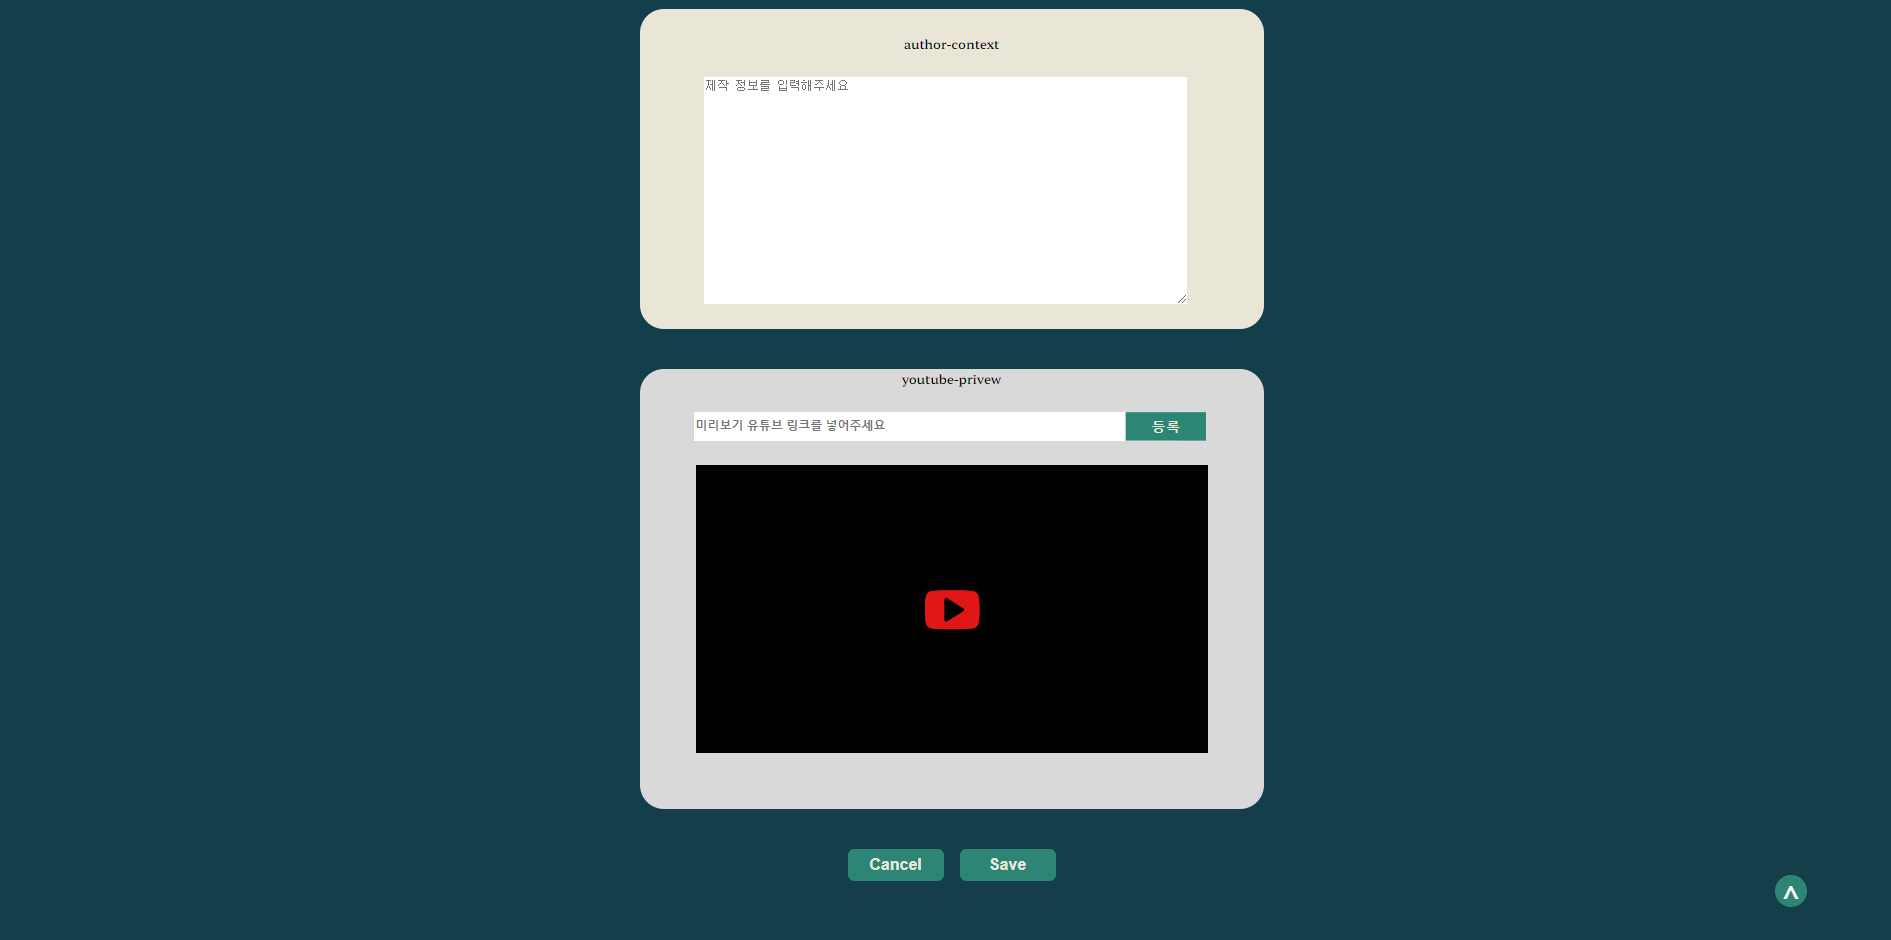 author-context
제작 정보를 입력해주세요
youtube-privew
미리보기 유튜브 링크를 넣어주세요
등록
Cancel
Save